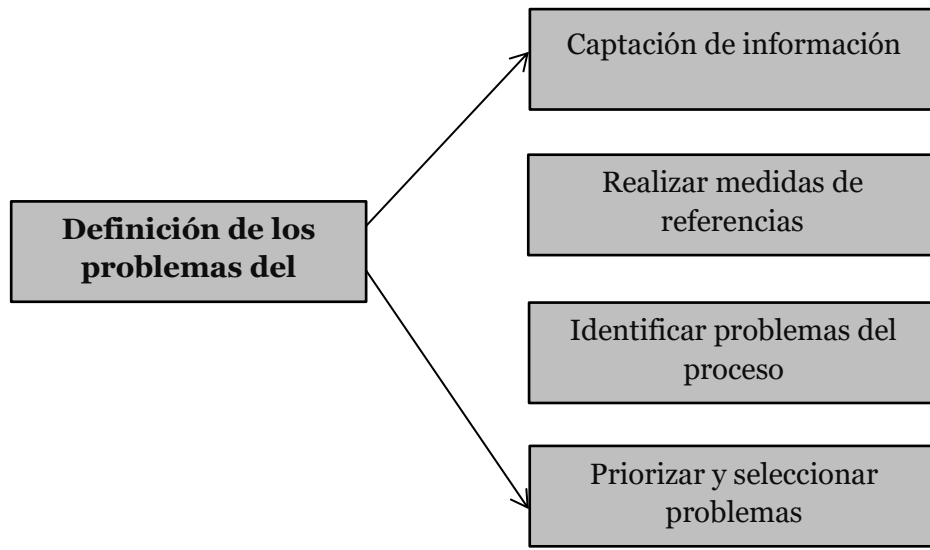 Captación de información
Realizar medidas de
referencias
Definición de los
problemas del
Identificar problemas del
proceso
Priorizar y seleccionar
problemas